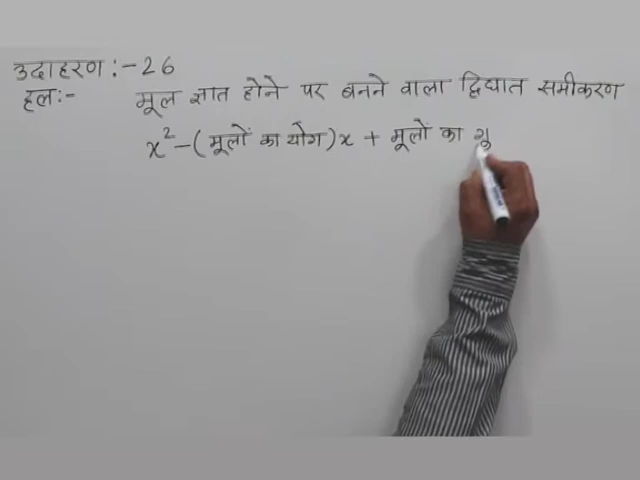 उदाहरण :- 26
हल:- मूल ज्ञात होने पर बनने वाला द्विघात समीकरण
x² - (मूलों का योग)x + मूलों का गु